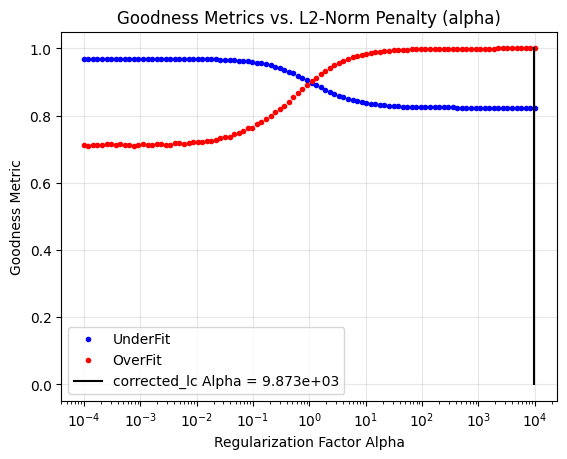 Goodness Metrics vs. L2-Norm Penalty (alpha)
1.0
0.8
0.6
0.4
0.2
0.0
Goodness Metric
UnderFit
OverFit
corrected_lc Alpha = 9.873e+03
10⁻⁴ 10⁻³ 10⁻² 10⁻¹ 10⁰ 10¹ 10² 10³ 10⁴
Regularization Factor Alpha